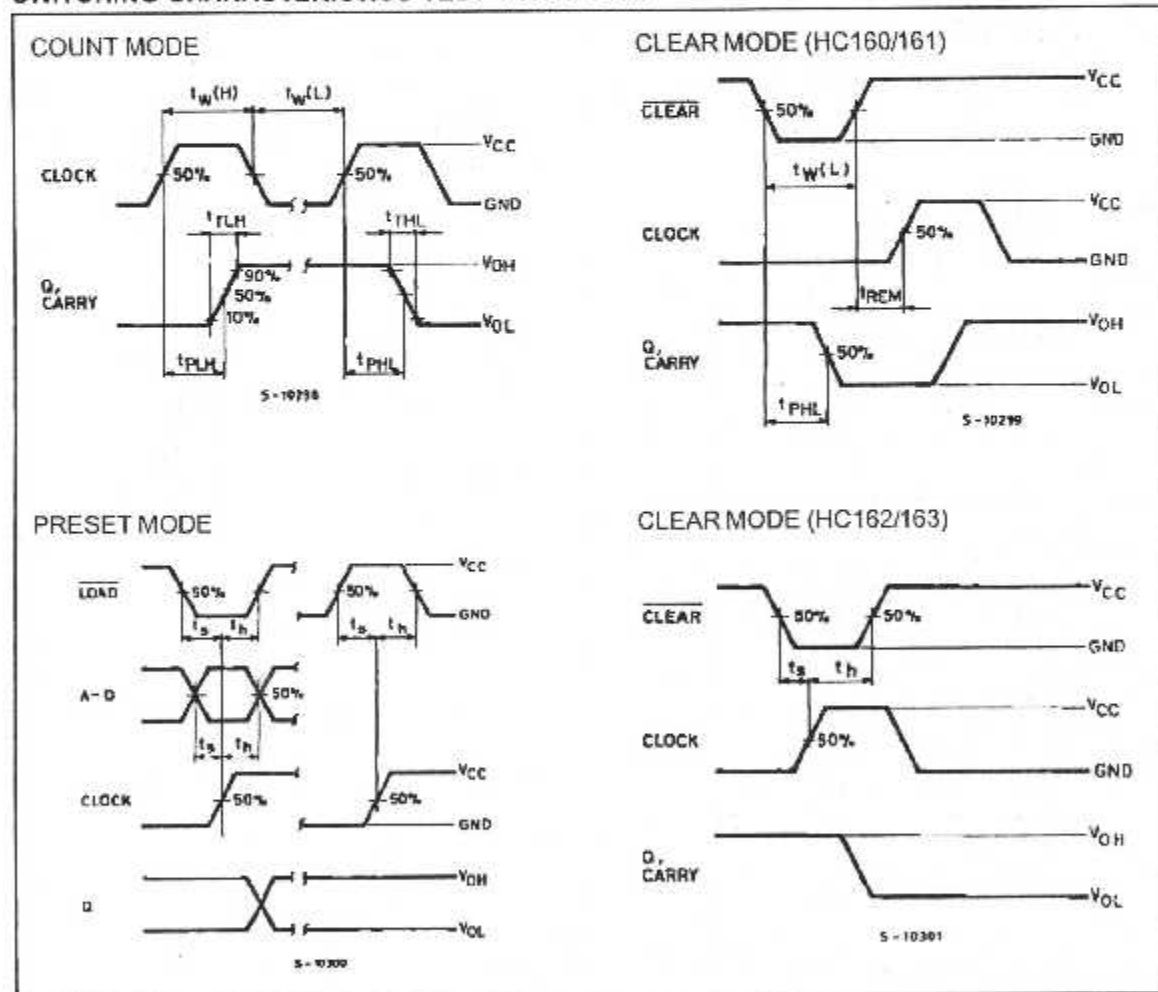 COUNT MODE
tW(H) tW(L)
VCC
CLOCK 50% 50%
GND
tTLH tTHL
VOH
90%
Q, CARRY 50%
10%
VOL
tPLH tPHL
CLEAR MODE (HC160/161)
VCC
CLEAR 50%
GND
tW(L)
VCC
CLOCK 50%
GND
tREM
VOH
Q, CARRY 50%
VOL
tPHL
S-10299
PRESET MODE
VCC
LOAD 50% 50%
GND
ts th ts th
A-D 50%
ts th
VCC
CLOCK 50% 50%
GND
VOH
Q
VOL
S-10300
CLEAR MODE (HC162/163)
VCC
CLEAR 50% 50%
GND
ts th
VCC
CLOCK 50%
GND
VOH
Q, CARRY
VOL
S-10301